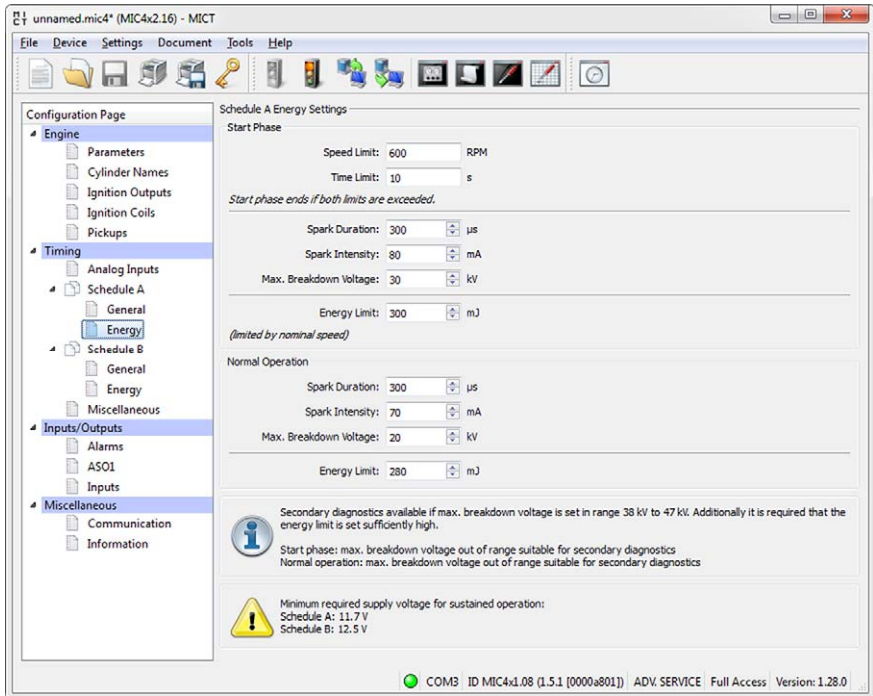 unnamed.mic4* (MIC4x2.16) - MICT
File Device Settings Document Tools Help
Configuration Page
Engine
Parameters
Cylinder Names
Ignition Outputs
Ignition Coils
Pickups
Timing
Analog Inputs
Schedule A
General
Energy
Schedule B
General
Energy
Miscellaneous
Inputs/Outputs
Alarms
ASO1
Inputs
Miscellaneous
Communication
Information
Schedule A Energy Settings
Start Phase
Speed Limit: 600 RPM
Time Limit: 10 s
Start phase ends if both limits are exceeded.
Spark Duration: 300 µs
Spark Intensity: 80 mA
Max. Breakdown Voltage: 30 kV
Energy Limit: 300 mJ
(limited by nominal speed)
Normal Operation
Spark Duration: 300 µs
Spark Intensity: 70 mA
Max. Breakdown Voltage: 20 kV
Energy Limit: 280 mJ
Secondary diagnostics available if max. breakdown voltage is set in range 38 kV to 47 kV. Additionally it is required that the
energy limit is set sufficiently high.
Start phase: max. breakdown voltage out of range suitable for secondary diagnostics
Normal operation: max. breakdown voltage out of range suitable for secondary diagnostics
Minimum required supply voltage for sustained operation:
Schedule A: 11.7 V
Schedule B: 12.5 V
COM3 ID MIC4x1.08 (1.5.1 [0000a801]) ADV. SERVICE Full Access Version: 1.28.0